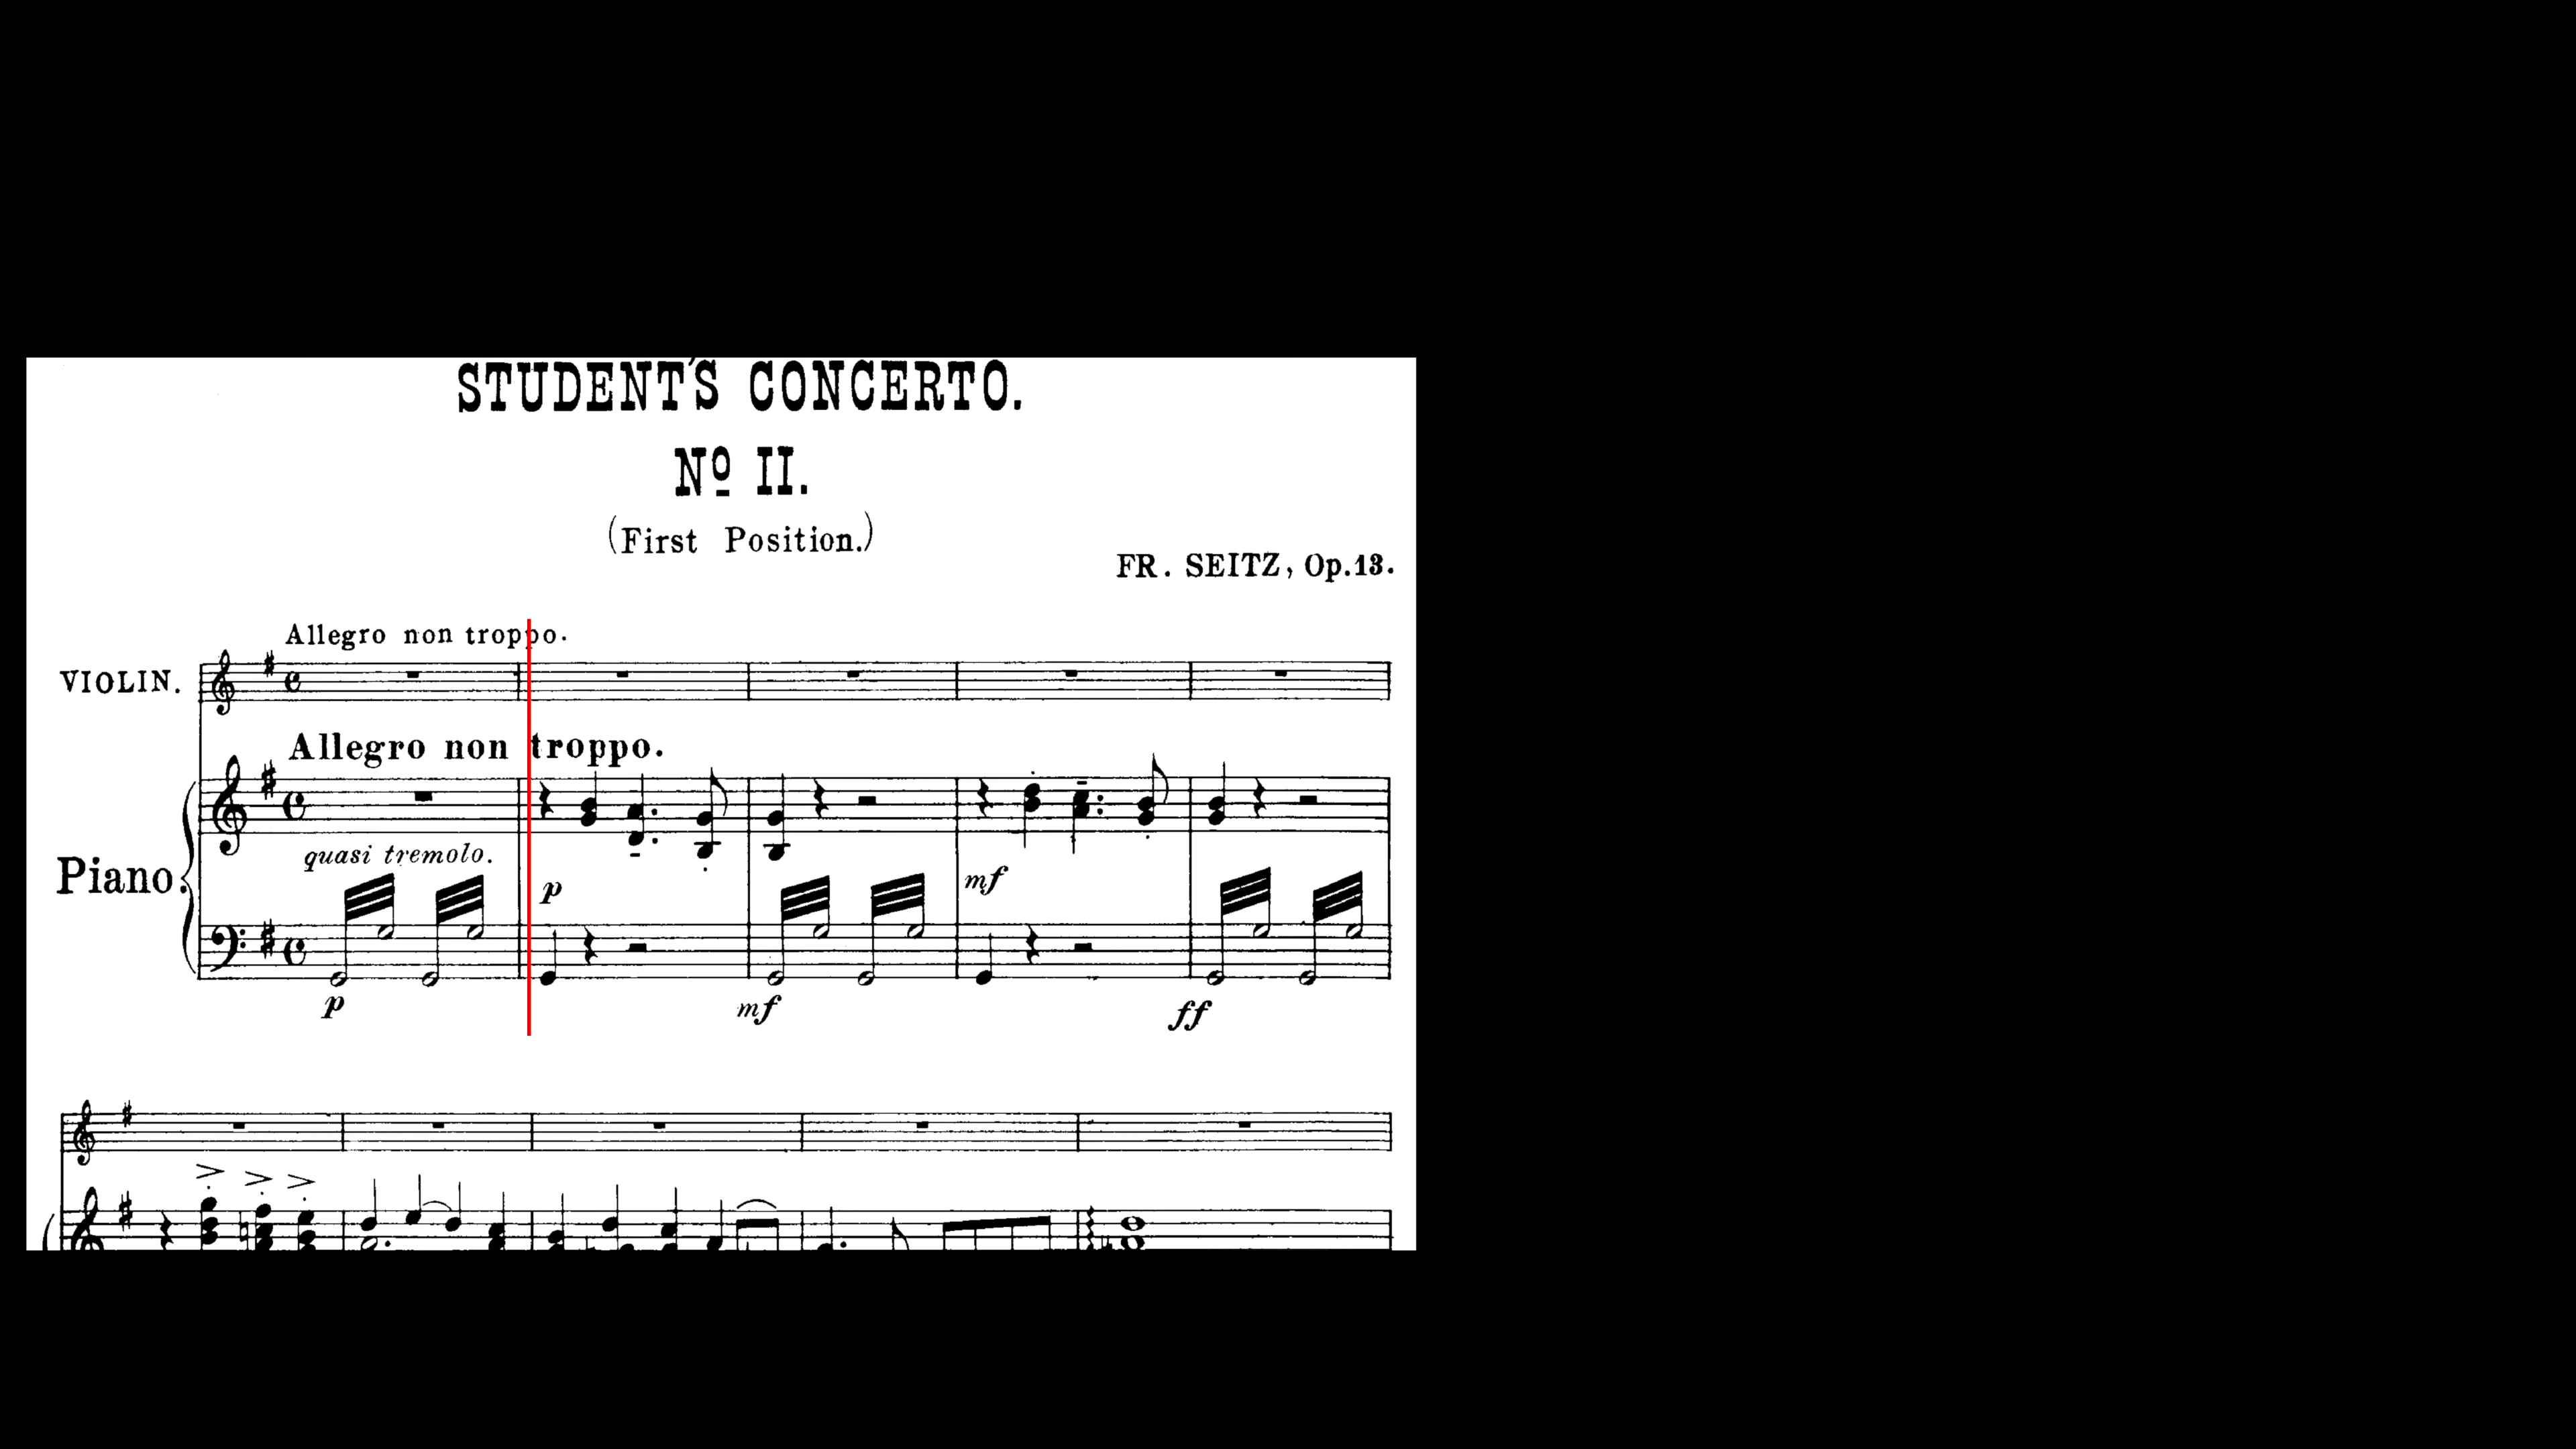 STUDENT'S CONCERTO.
Nº II.
(First Position.)
FR. SEITZ, Op.13.
Allegro non troppo.
VIOLIN.
Allegro non troppo.
quasi tremolo.
Piano.
p
mf
p
mf
ff